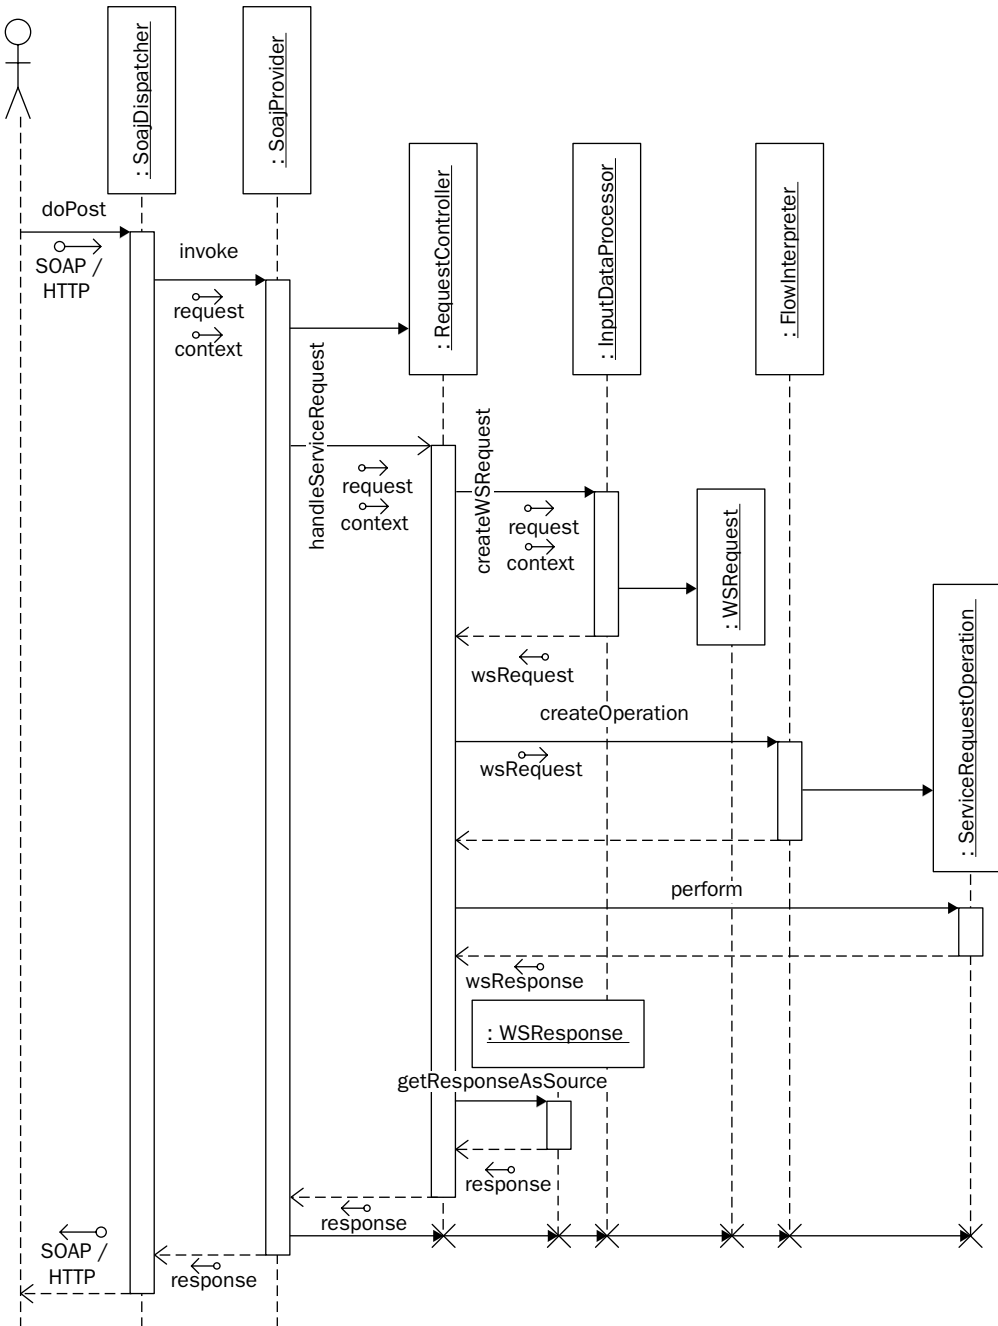 : SoajDispatcher
: SoajProvider
: RequestController
: InputDataProcessor
: FlowInterpreter
doPost
SOAP /
HTTP
invoke
request
context
handleServiceRequest
request
context
createWSRequest
request
context
: WSRequest
wsRequest
: ServiceRequestOperation
createOperation
wsRequest
perform
wsResponse
: WSResponse
getResponseAsSource
response
response
SOAP /
HTTP
response